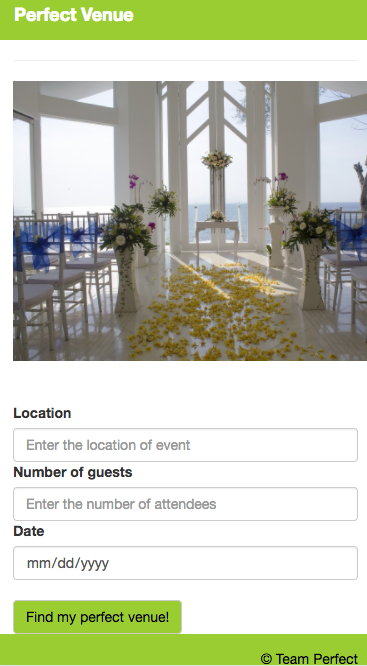 Perfect Venue
Location
Enter the location of event
Number of guests
Enter the number of attendees
Date
mm/dd/yyyy
Find my perfect venue!
© Team Perfect